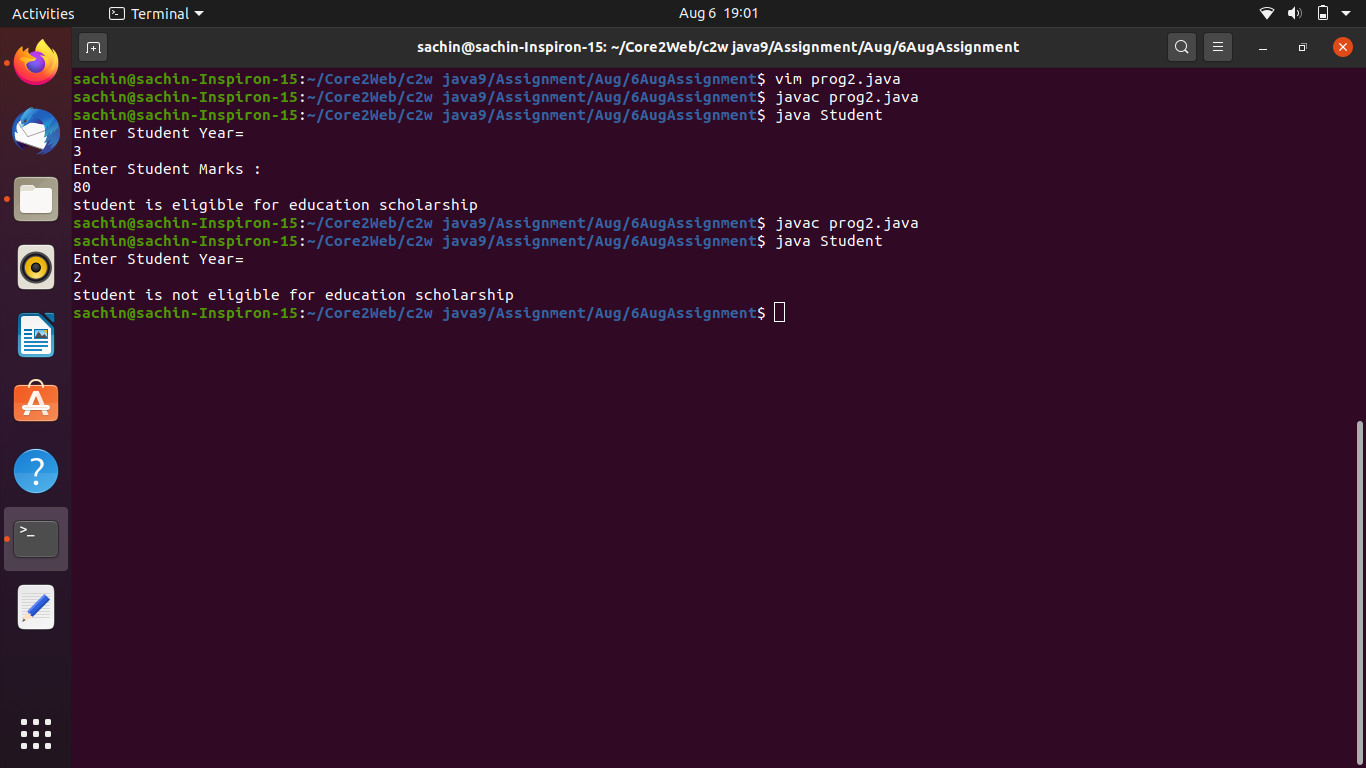 Activities Terminal Aug 6 19:01
sachin@sachin-Inspiron-15: ~/Core2Web/c2w java9/Assignment/Aug/6AugAssignment
sachin@sachin-Inspiron-15:~/Core2Web/c2w java9/Assignment/Aug/6AugAssignment$ vim prog2.java
sachin@sachin-Inspiron-15:~/Core2Web/c2w java9/Assignment/Aug/6AugAssignment$ javac prog2.java
sachin@sachin-Inspiron-15:~/Core2Web/c2w java9/Assignment/Aug/6AugAssignment$ java Student
Enter Student Year=
3
Enter Student Marks :
80
student is eligible for education scholarship
sachin@sachin-Inspiron-15:~/Core2Web/c2w java9/Assignment/Aug/6AugAssignment$ javac prog2.java
sachin@sachin-Inspiron-15:~/Core2Web/c2w java9/Assignment/Aug/6AugAssignment$ java Student
Enter Student Year=
2
student is not eligible for education scholarship
sachin@sachin-Inspiron-15:~/Core2Web/c2w java9/Assignment/Aug/6AugAssignment$